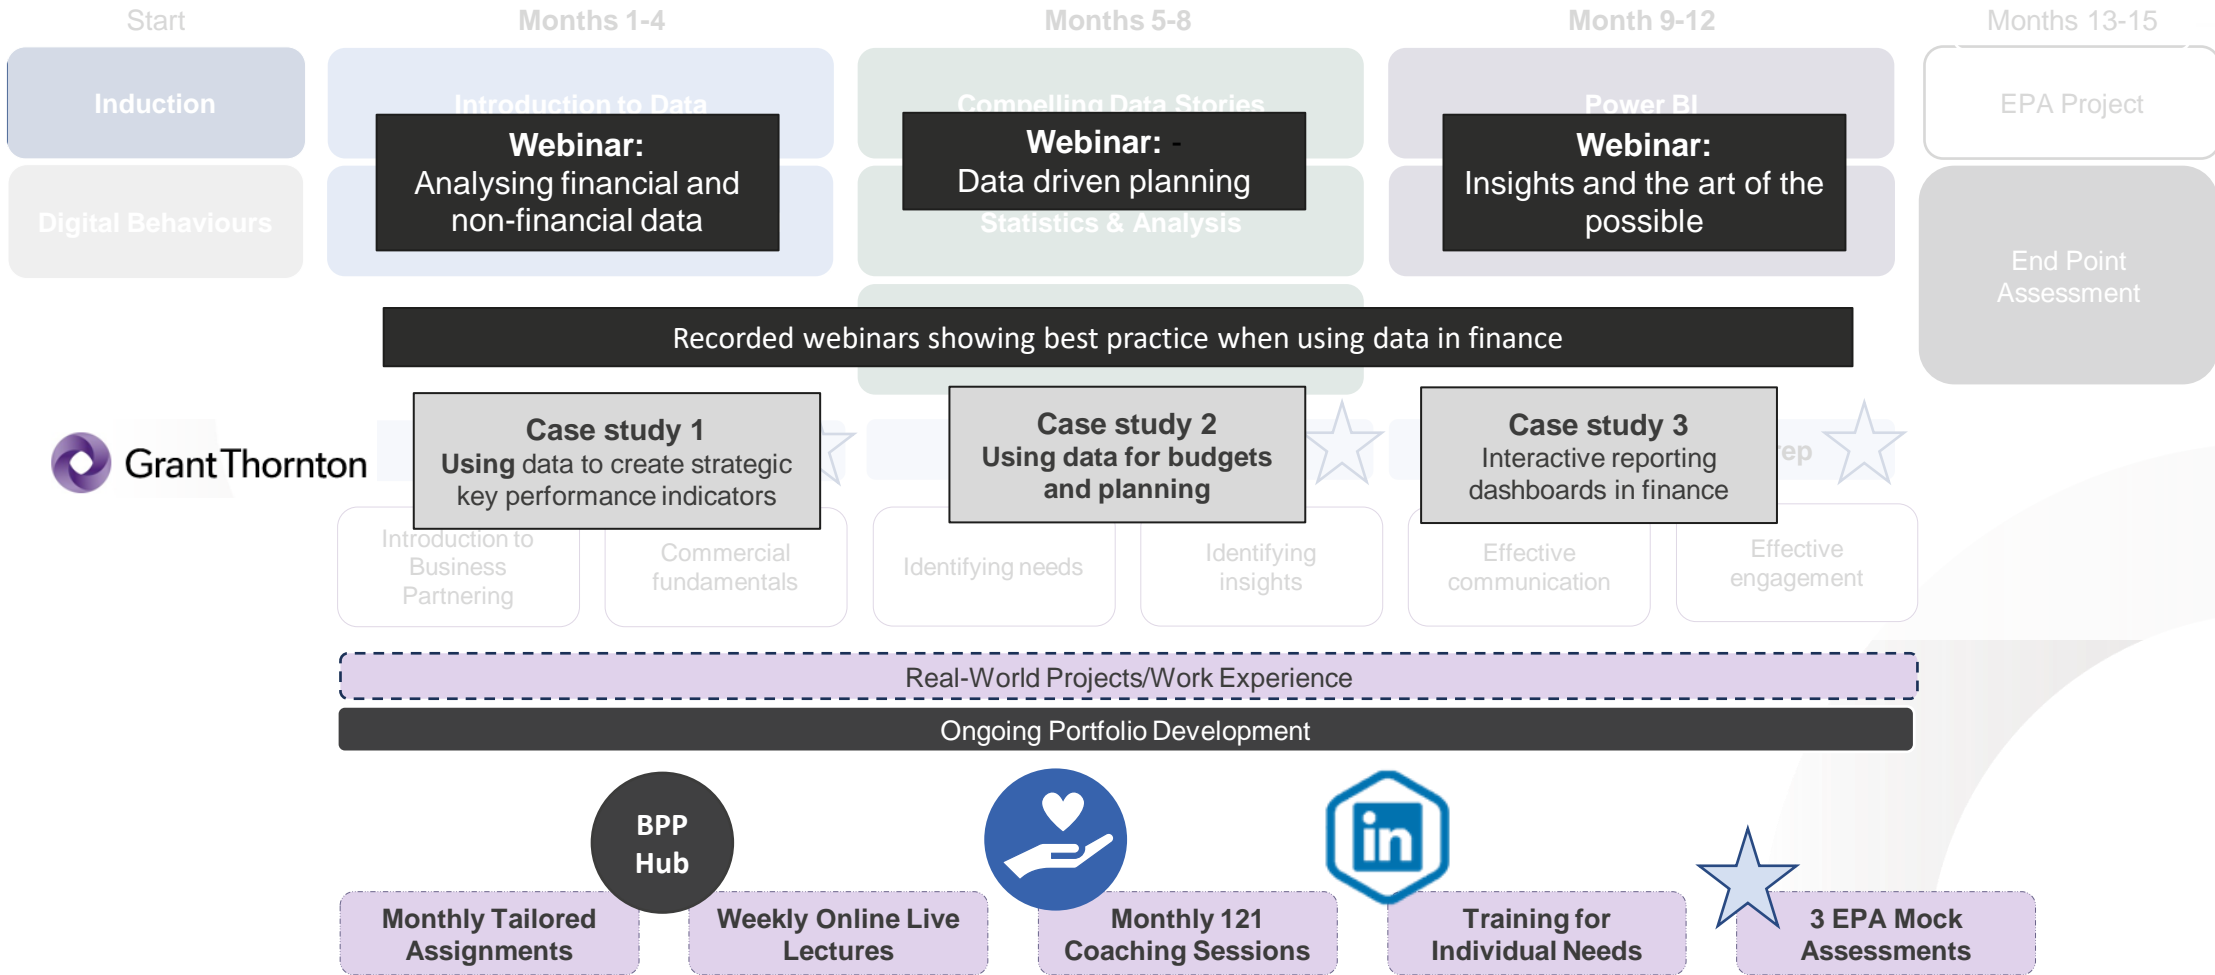 Start
Months 1-4
Months 5-8
Month 9-12
Months 13-15
Induction
Introduction to Data
Compelling Data Stories
Power BI
EPA Project
Webinar:
Analysing financial and
non-financial data
Webinar: -
Data driven planning
Webinar:
Insights and the art of the
possible
Digital Behaviours
Statistics & Analysis
End Point
Assessment
Recorded webinars showing best practice when using data in finance
Grant Thornton
Case study 1
Using data to create strategic
key performance indicators
Case study 2
Using data for budgets
and planning
Case study 3
Interactive reporting
dashboards in finance
rep
Introduction to
Business
Partnering
Commercial
fundamentals
Identifying needs
Identifying
insights
Effective
communication
Effective
engagement
Real-World Projects/Work Experience
Ongoing Portfolio Development
BPP
Hub
in
Monthly Tailored
Assignments
Weekly Online Live
Lectures
Monthly 121
Coaching Sessions
Training for
Individual Needs
3 EPA Mock
Assessments